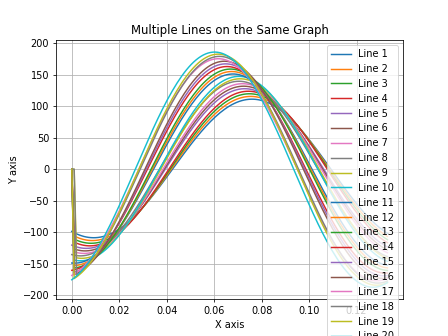 Multiple Lines on the Same Graph
200
150
100
50
0
−50
−100
−150
−200
Y axis
0.00
0.02
0.04
0.06
0.08
0.10
X axis
Line 1
Line 2
Line 3
Line 4
Line 5
Line 6
Line 7
Line 8
Line 9
Line 10
Line 11
Line 12
Line 13
Line 14
Line 15
Line 16
Line 17
Line 18
Line 19
Line 20